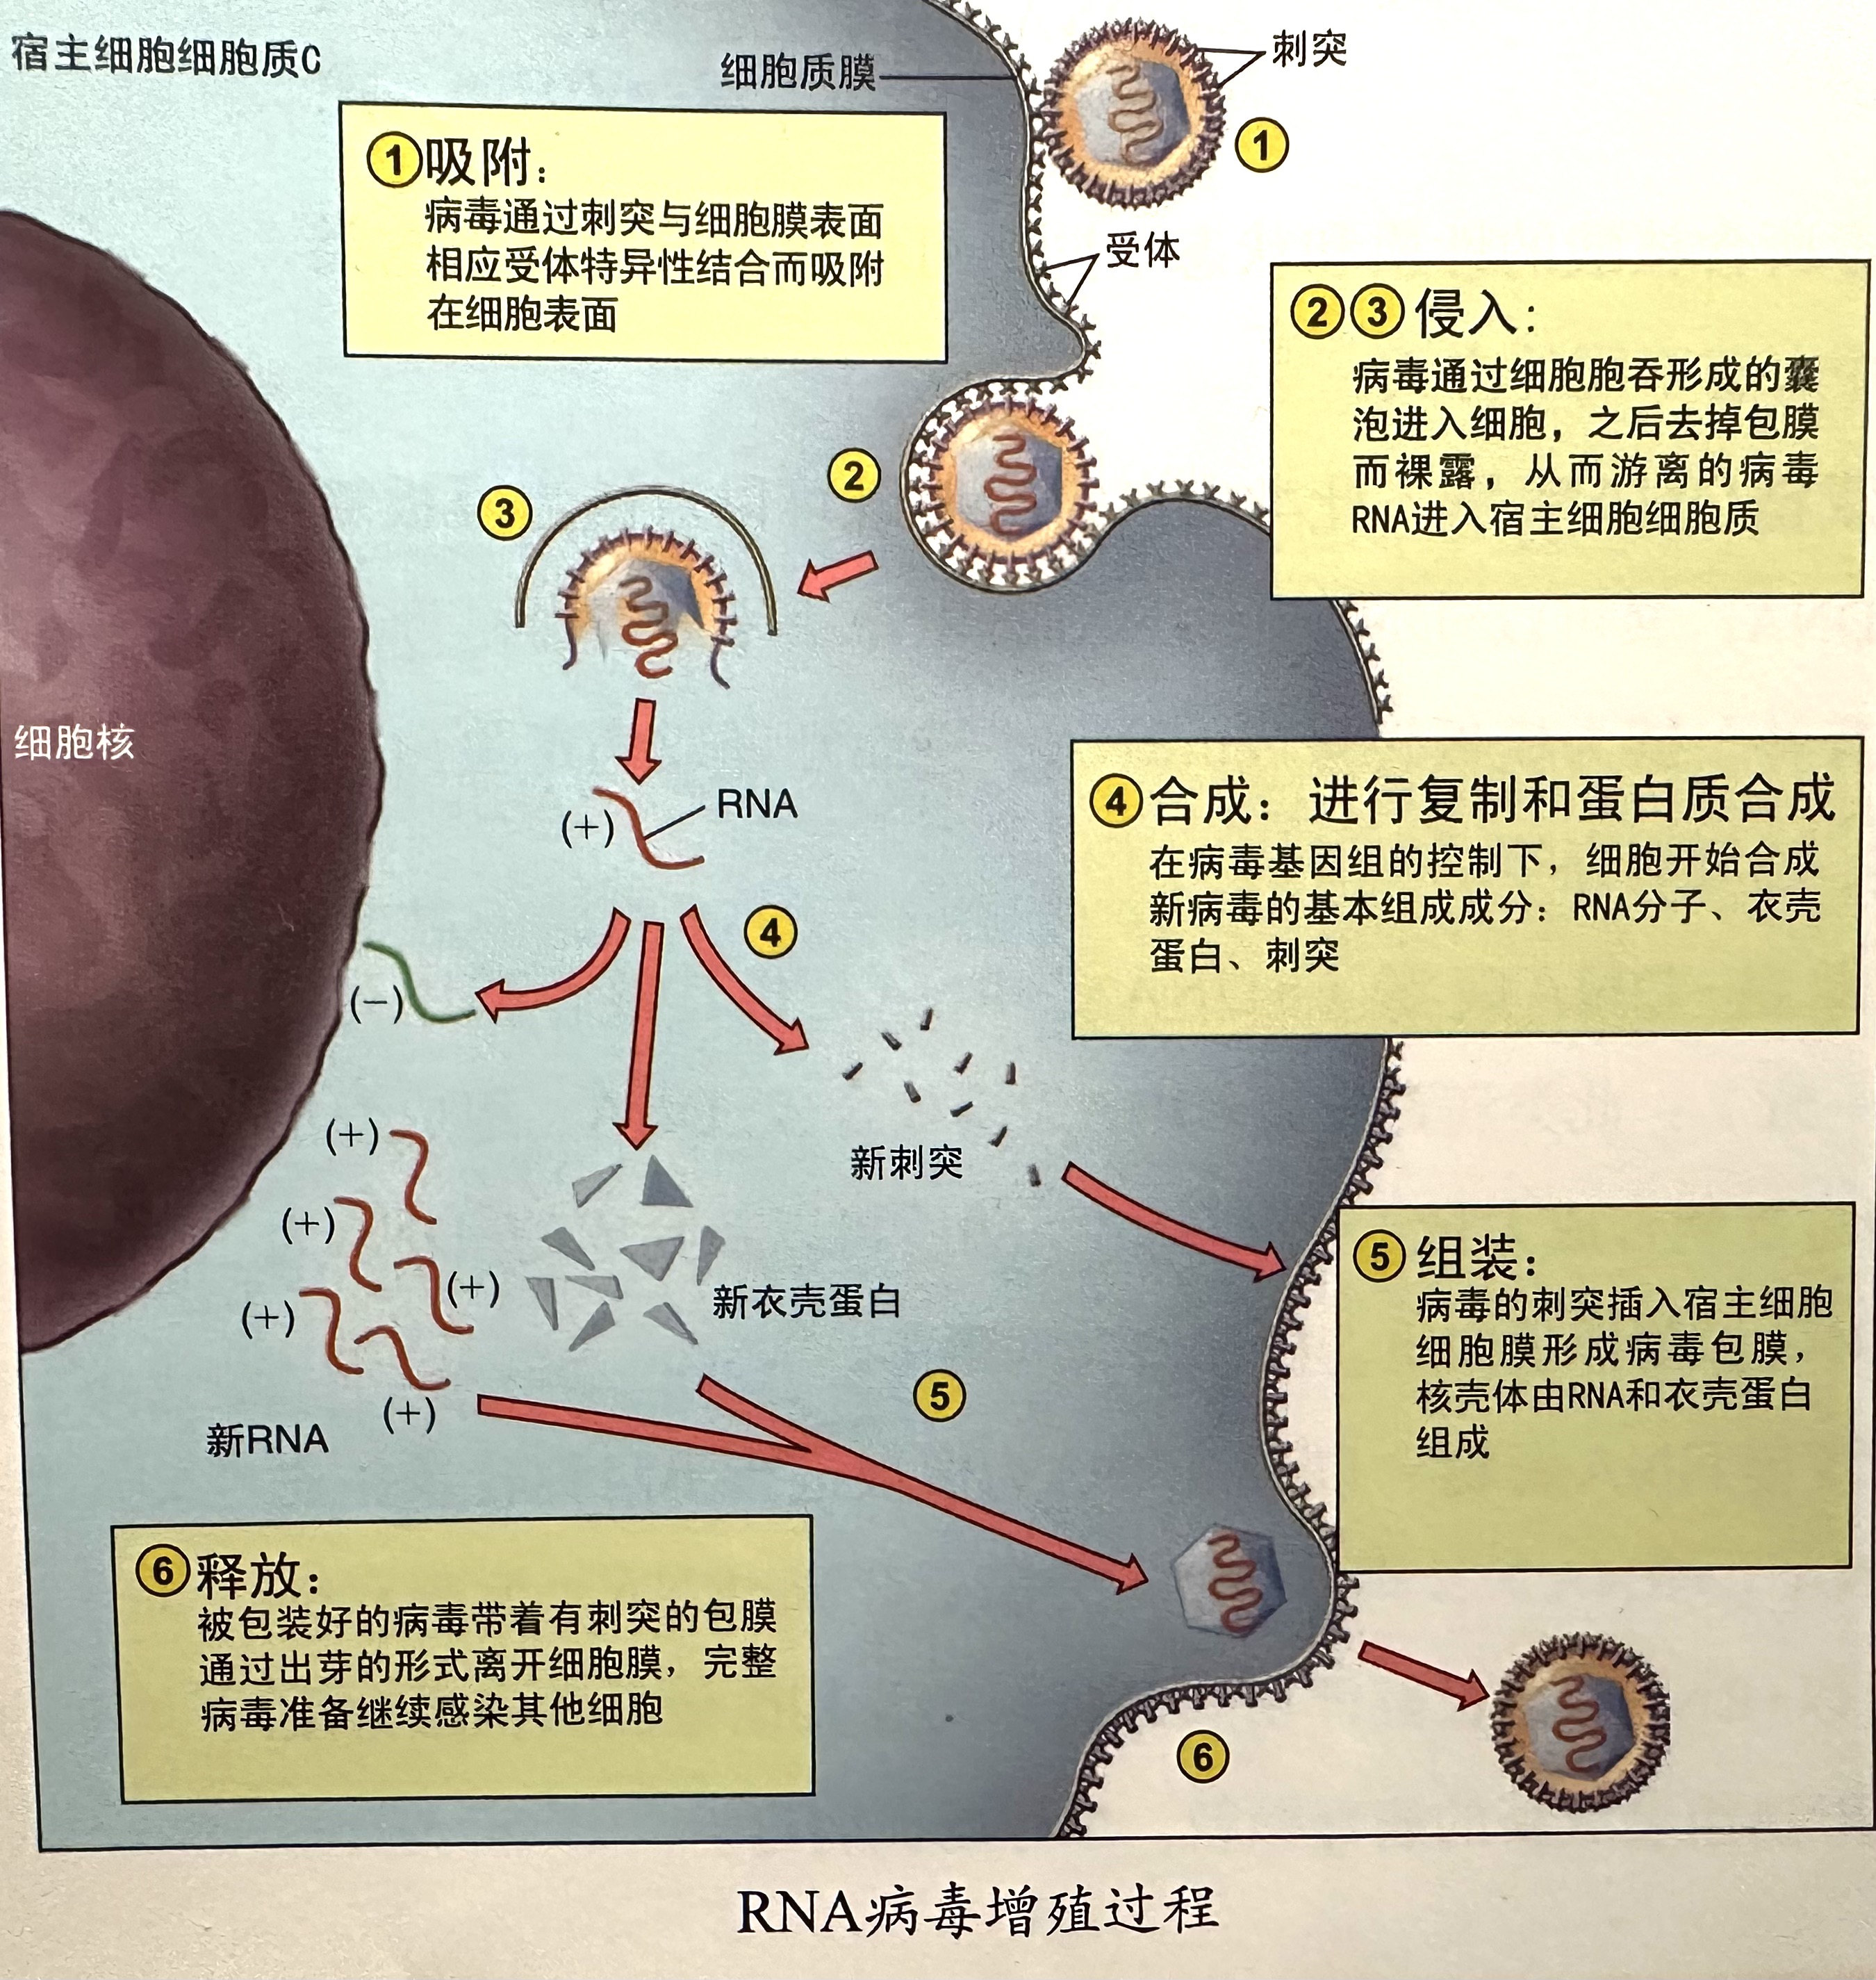 宿主细胞细胞质C
细胞质膜
刺突
①
①吸附：
病毒通过刺突与细胞膜表面
相应受体特异性结合而吸附
在细胞表面
受体
②③侵入：
病毒通过细胞胞吞形成的囊
泡进入细胞，之后去掉包膜
而裸露，从而游离的病毒
RNA进入宿主细胞细胞质
②
③
细胞核
(+)
RNA
④合成：进行复制和蛋白质合成
在病毒基因组的控制下，细胞开始合成
新病毒的基本组成成分：RNA分子、衣壳
蛋白、刺突
④
(−)
新刺突
(+)
(+)
(+)
(+)
(+)
新衣壳蛋白
新RNA
⑤
⑤组装：
病毒的刺突插入宿主细胞
细胞膜形成病毒包膜，
核壳体由RNA和衣壳蛋白
组成
⑥释放：
被包装好的病毒带着有刺突的包膜
通过出芽的形式离开细胞膜，完整
病毒准备继续感染其他细胞
⑥
RNA病毒增殖过程